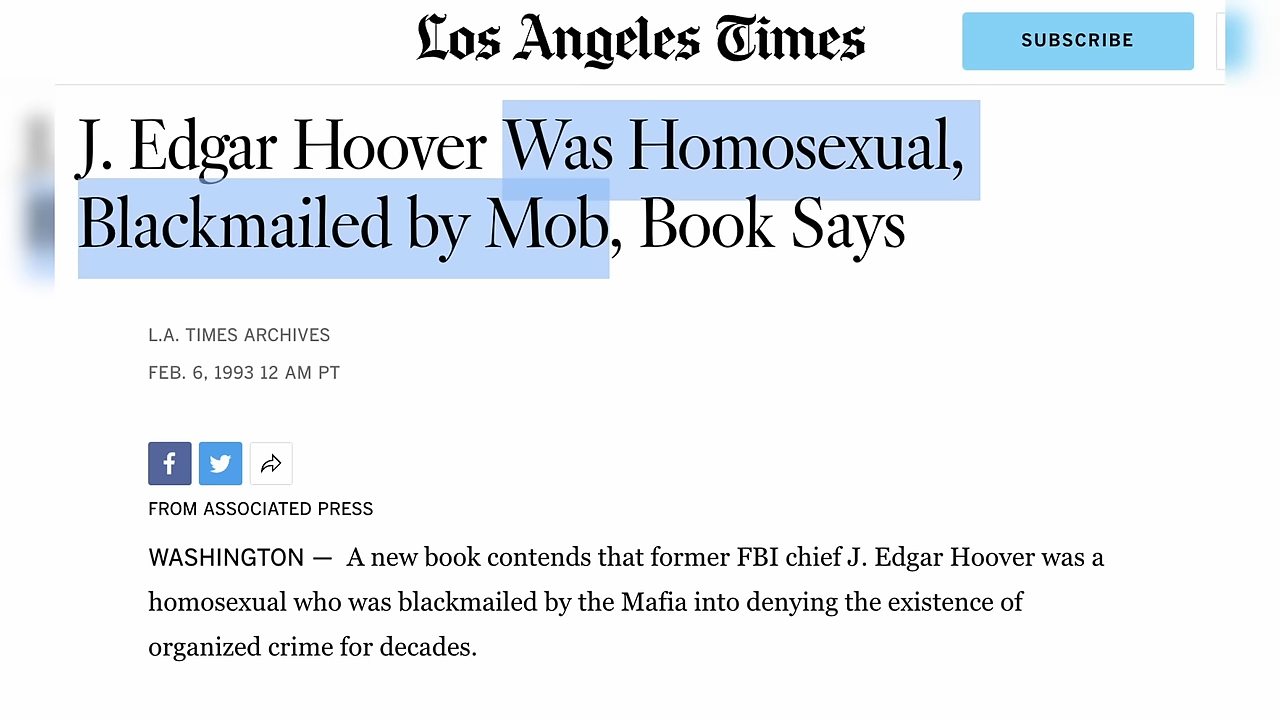 Los Angeles Times
SUBSCRIBE
J. Edgar Hoover Was Homosexual,
Blackmailed by Mob, Book Says
L.A. TIMES ARCHIVES
FEB. 6, 1993 12 AM PT
FROM ASSOCIATED PRESS
WASHINGTON — A new book contends that former FBI chief J. Edgar Hoover was a
homosexual who was blackmailed by the Mafia into denying the existence of
organized crime for decades.